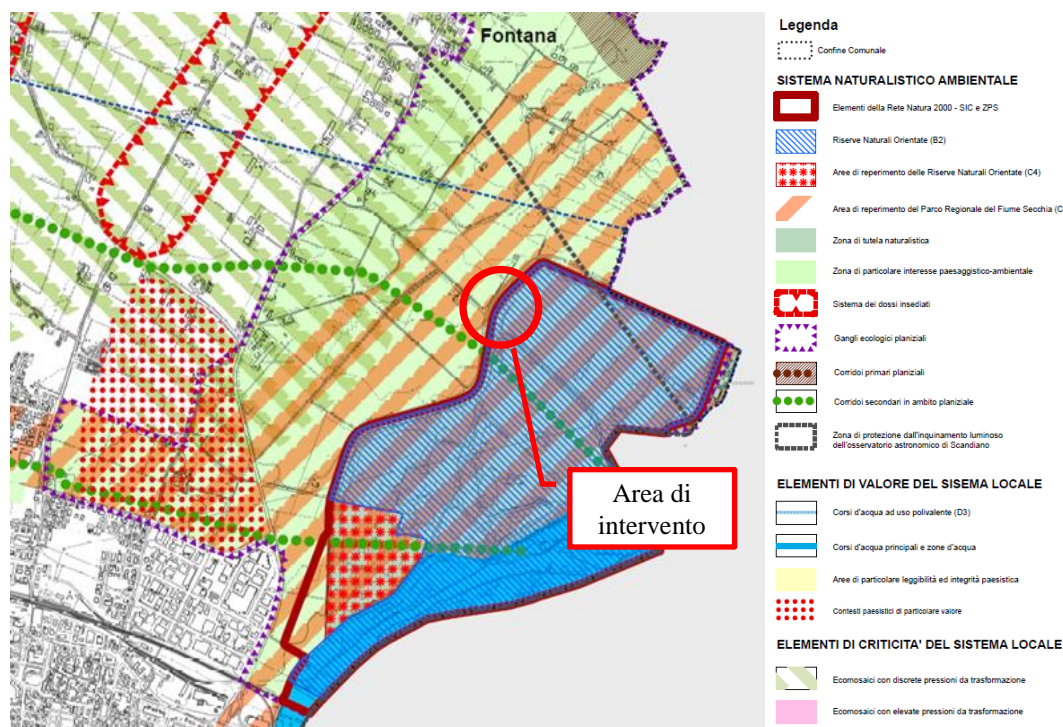 Fontana
Area di
intervento
Legenda
Confine Comunale
SISTEMA NATURALISTICO AMBIENTALE
Elementi della Rete Natura 2000 - SIC e ZPS
Riserve Naturali Orientate (B2)
Aree di reperimento delle Riserve Naturali Orientate (C4)
Area di reperimento del Parco Regionale del Fiume Secchia (C
Zona di tutela naturalistica
Zona di particolare interesse paesaggistico-ambientale
Sistema dei dossi insediati
Gangli ecologici planiziali
Corridoi primari planiziali
Corridoi secondari in ambito planiziale
Zona di protezione dall'inquinamento luminoso
dell'osservatorio astronomico di Scandiano
ELEMENTI DI VALORE DEL SISEMA LOCALE
Corsi d'acqua ad uso polivalente (D3)
Corsi d'acqua principali e zone d'acqua
Aree di particolare leggibilità ed integrità paesistica
Contesti paesistici di particolare valore
ELEMENTI DI CRITICITA' DEL SISTEMA LOCALE
Ecomosaici con discrete pressioni da trasformazione
Ecomosaici con elevate pressioni da trasformazione